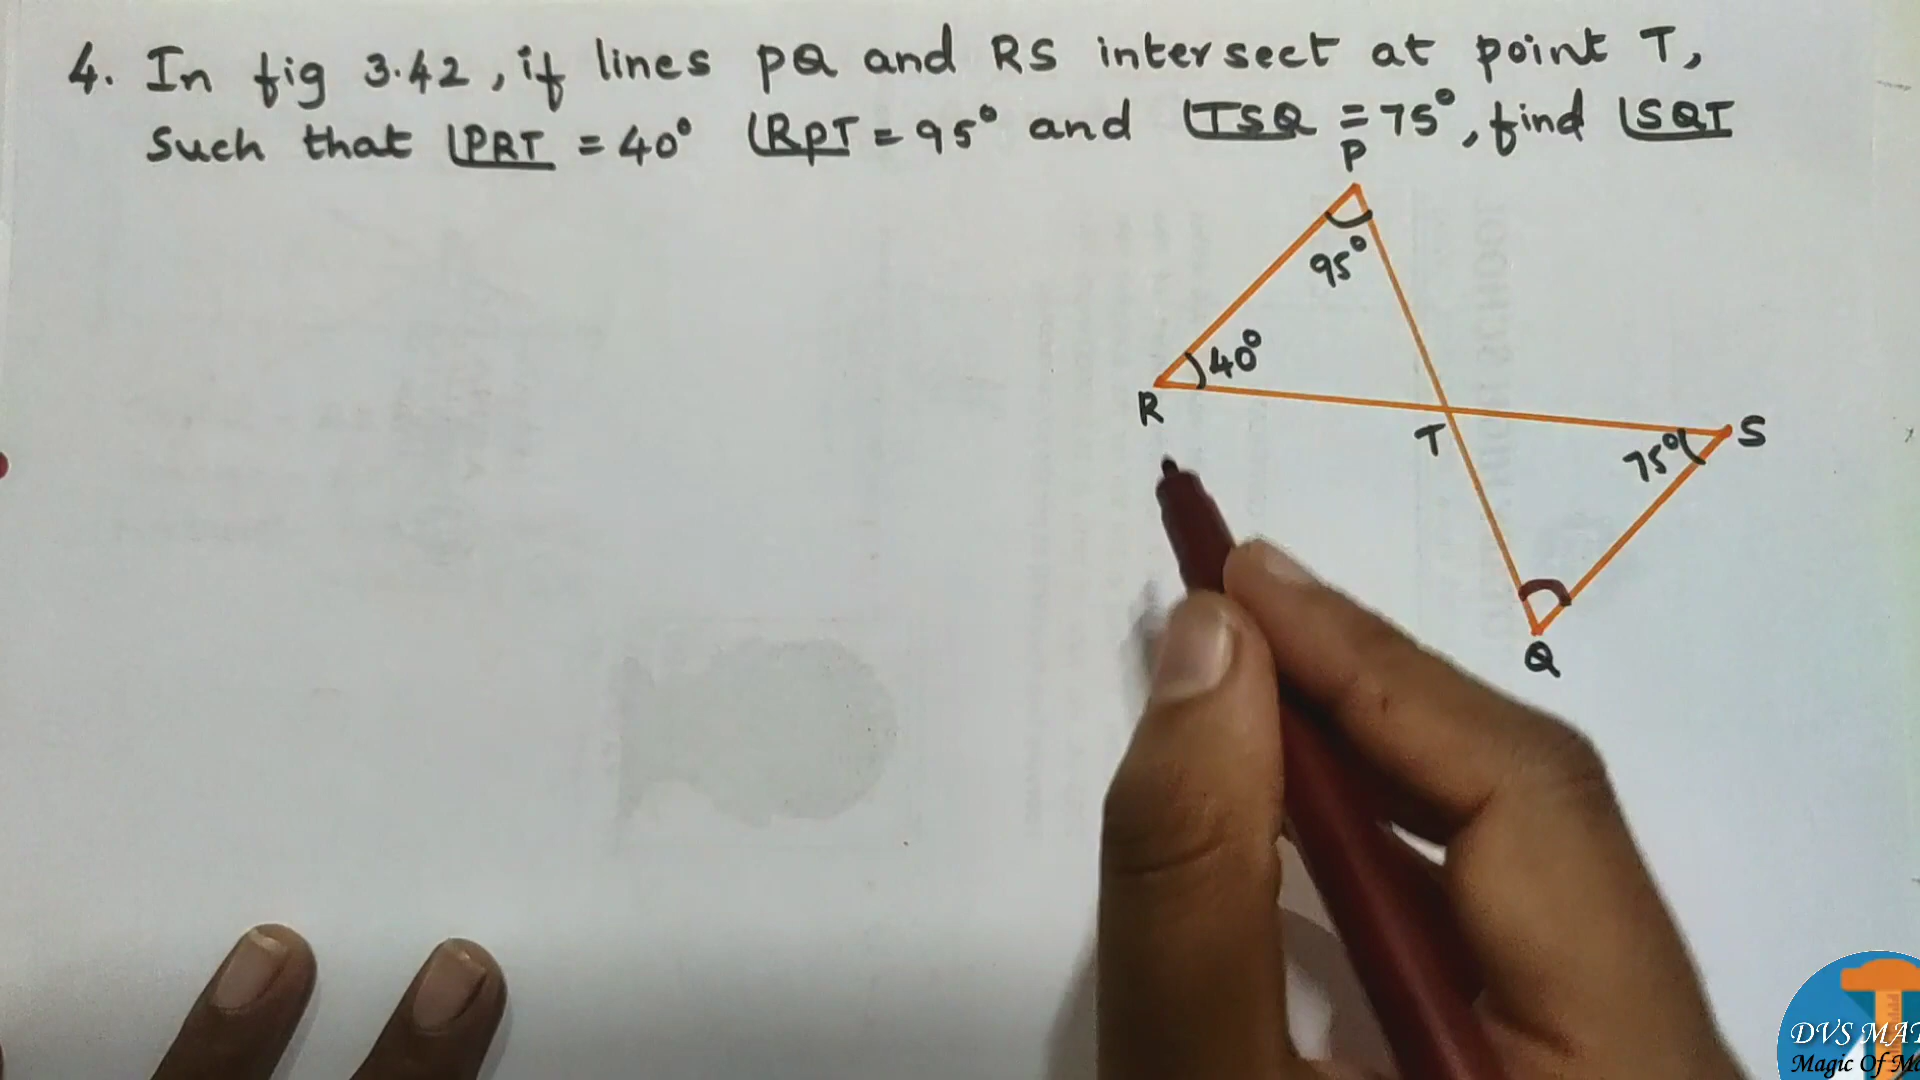 4. In fig 3.42, if lines PQ and RS intersect at point T,
Such that ∠PRT = 40° ∠RPT = 95° and ∠TSQ = 75°, find ∠SQT
P
95°
40°
R
T
75°
S
Q
DVS MA
Magic Of M